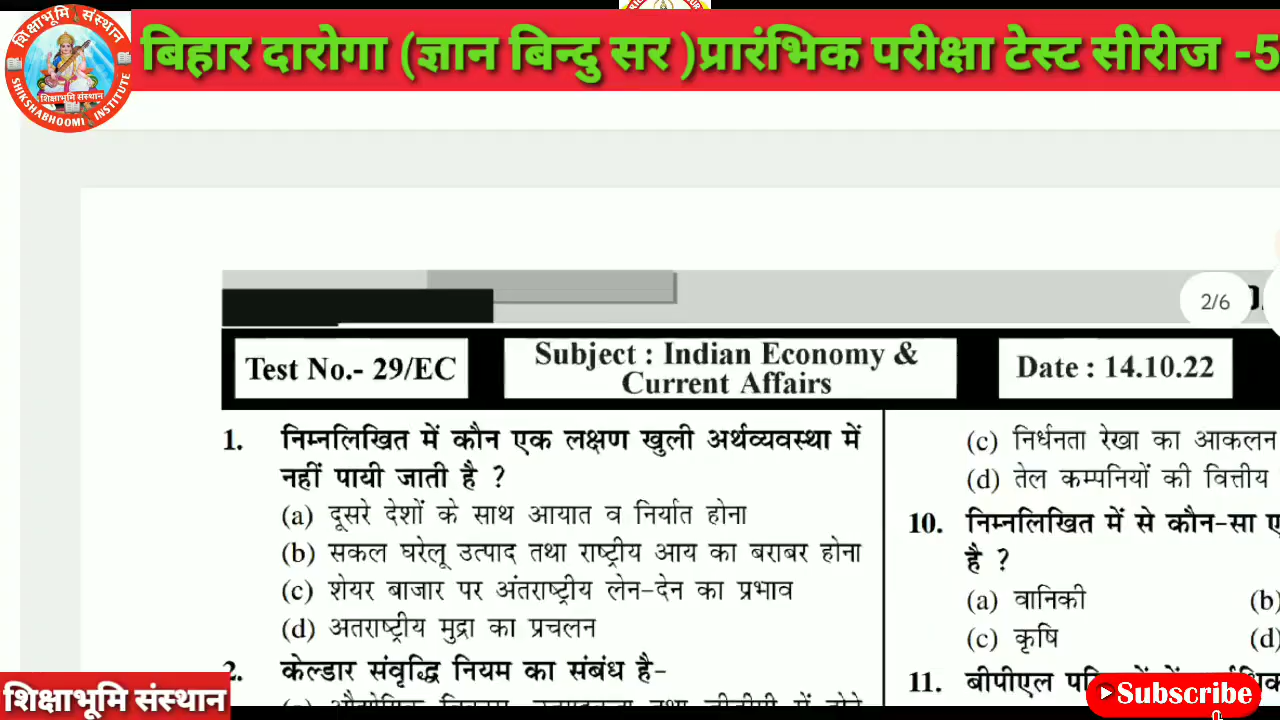 बिहार दारोगा (ज्ञान बिन्दु सर )प्रारंभिक परीक्षा टेस्ट सीरीज -5
शिक्षाभूमि संस्थान
SHIKSHABHOOMI INSTITUTE
शिक्षाभूमि संस्थान
2/6
Test No.- 29/EC
Subject : Indian Economy &
Current Affairs
Date : 14.10.22
1. निम्नलिखित में कौन एक लक्षण खुली अर्थव्यवस्था में
नहीं पायी जाती है ?
(a) दूसरे देशों के साथ आयात व निर्यात होना
(b) सकल घरेलू उत्पाद तथा राष्ट्रीय आय का बराबर होना
(c) शेयर बाजार पर अंतराष्ट्रीय लेन-देन का प्रभाव
(d) अतराष्ट्रीय मुद्रा का प्रचलन
2. केल्डार संवृद्धि नियम का संबंध है-
(c) निर्धनता रेखा का आकलन
(d) तेल कम्पनियों की वित्तीय
10. निम्नलिखित में से कौन-सा
है ?
(a) वानिकी
(b)
(c) कृषि
(d)
11. बीपीएल
शिक्षाभूमि संस्थान
Subscribe